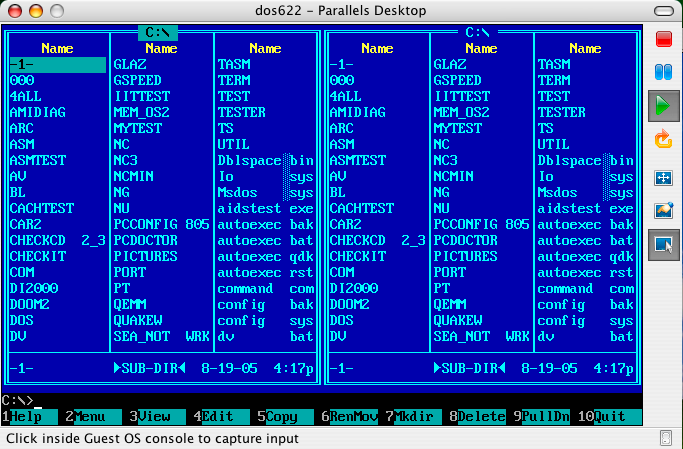 dos622 – Parallels Desktop
C:\ C:\
Name Name Name Name Name Name
-1- GLAZ TASM -1- GLAZ TASM
000 GSPEED TERM 000 GSPEED TERM
4ALL IITTEST TEST 4ALL IITTEST TEST
AMIDIAG MEM_OS2 TESTER AMIDIAG MEM_OS2 TESTER
ARC MYTEST TS ARC MYTEST TS
ASM NC UTIL ASM NC UTIL
ASMTEST NC3 Dblspace░bin ASMTEST NC3 Dblspace░bin
AV NCMIN Io ░sys AV NCMIN Io ░sys
BL NG Msdos ░sys BL NG Msdos ░sys
CACHTEST NU aidstest exe CACHTEST NU aidstest exe
CAR2 PCCONFIG 805 autoexec bak CAR2 PCCONFIG 805 autoexec bak
CHECKCD 2_3 PCDOCTOR autoexec bat CHECKCD 2_3 PCDOCTOR autoexec bat
CHECKIT PICTURES autoexec qdk CHECKIT PICTURES autoexec qdk
COM PORT autoexec rst COM PORT autoexec rst
DI2000 PT command com DI2000 PT command com
DOOM2 QEMM config bak DOOM2 QEMM config bak
DOS QUAKEW config sys DOS QUAKEW config sys
DV SEA_NOT WRK dv bat DV SEA_NOT WRK dv bat
-1- ►SUB-DIR◄ 8-19-05 4:17p -1- ►SUB-DIR◄ 8-19-05 4:17p
C:\>_
1Help 2Menu 3View 4Edit 5Copy 6RenMov 7Mkdir 8Delete 9PullDn 10Quit
Click inside Guest OS console to capture input